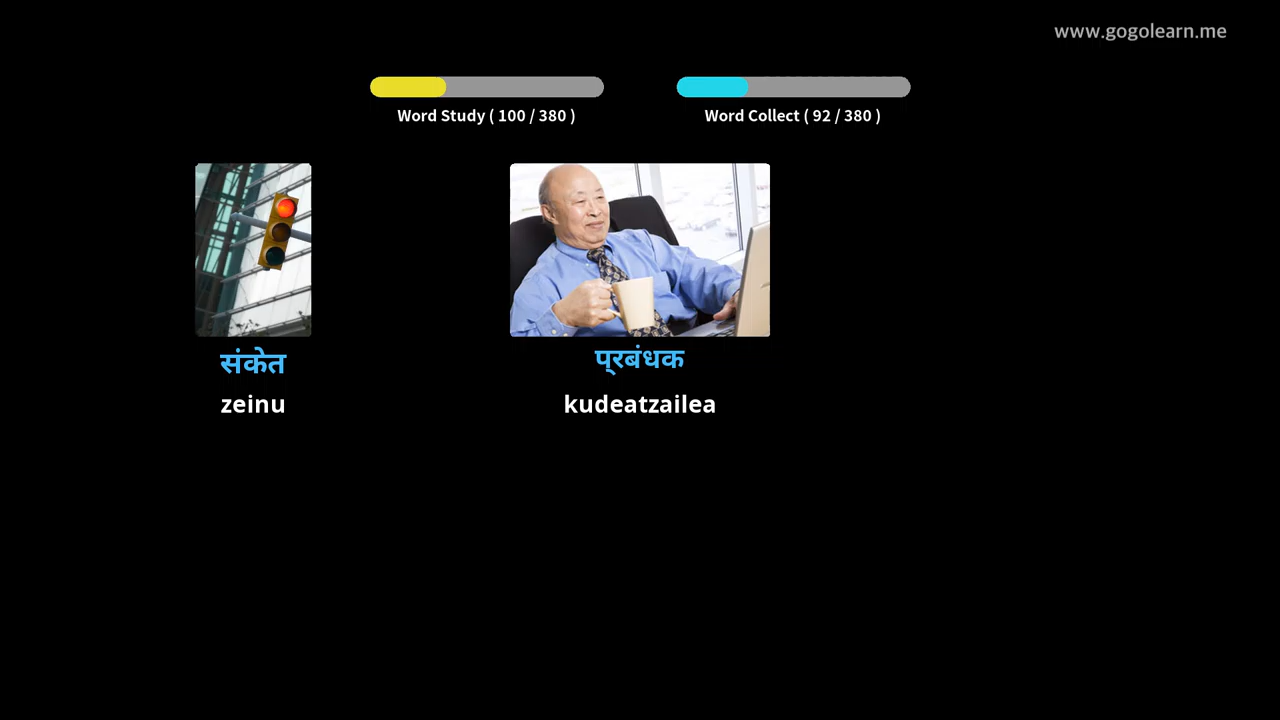 www.gogolearn.me
Word Study ( 100 / 380 )
Word Collect ( 92 / 380 )
संकेत
zeinu
प्रबंधक
kudeatzailea